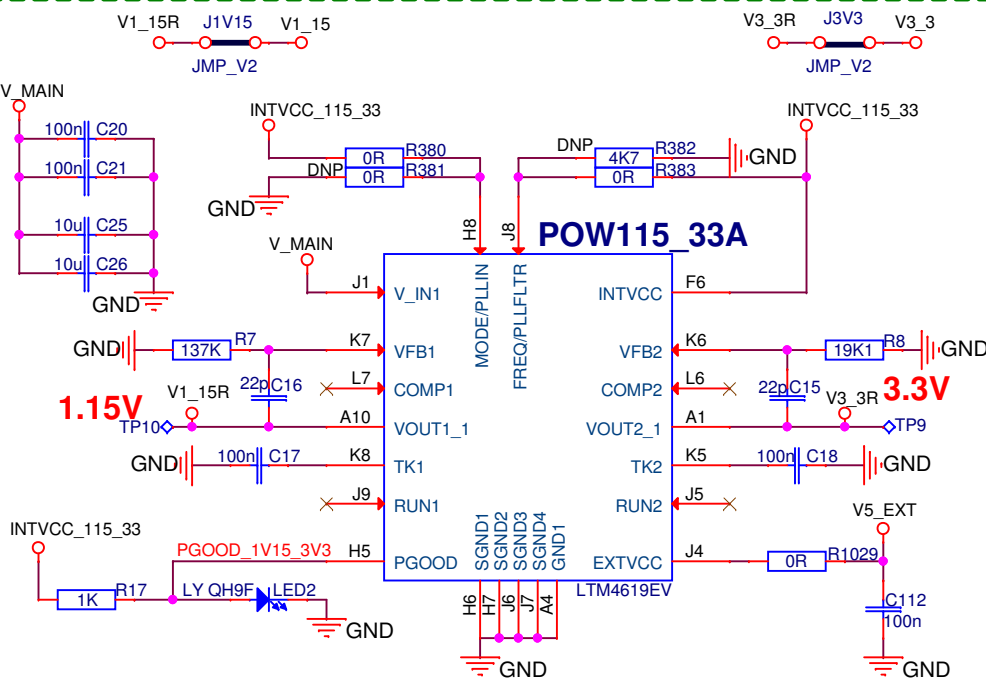 V1_15R J1V15 V1_15
JMP_V2
V3_3R J3V3 V3_3
JMP_V2
V_MAIN
100n C20
100n C21
10u C25
10u C26
GND
INTVCC_115_33
0R R380
DNP 0R R381
GND
INTVCC_115_33
DNP 4K7 R382 GND
0R R383
POW115_33A
V_MAIN
H8
J8
J1 V_IN1
MODE/PLLIN
FREQ/PLLFLTR
INTVCC F6
GND 137K R7 K7 VFB1
VFB2 K6 19K1 R8 GND
22p C16 L7 COMP1
COMP2 L6 22p C15
1.15V V1_15R
3.3V V3_3R
TP10 A10 VOUT1_1
VOUT2_1 A1 TP9
GND 100n C17 K8 TK1
TK2 K5 100n C18 GND
J9 RUN1
RUN2 J5
INTVCC_115_33
V5_EXT
PGOOD_1V15_3V3 H5 PGOOD
SGND1
SGND2
SGND3
SGND4
GND1
EXTVCC J4 0R R1029
LTM4619EV
1K R17 LY QH9F LED2
GND
H6
H7
J6
J7
A4
GND
C112
100n
GND